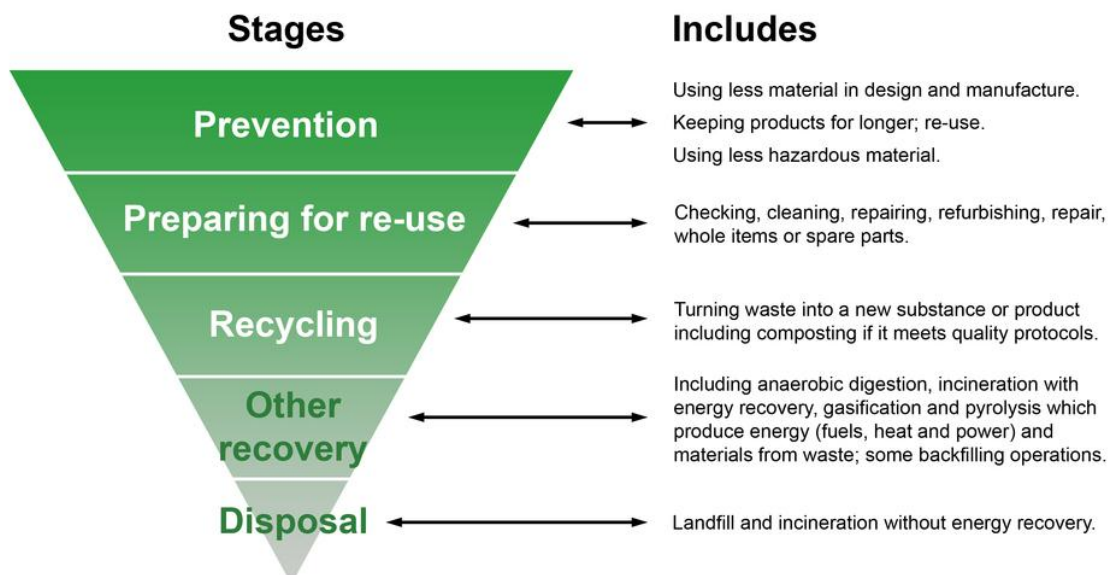 Stages
Includes
Prevention
Using less material in design and manufacture.
Keeping products for longer; re-use.
Using less hazardous material.
Preparing for re-use
Checking, cleaning, repairing, refurbishing, repair,
whole items or spare parts.
Recycling
Turning waste into a new substance or product
including composting if it meets quality protocols.
Other
recovery
Including anaerobic digestion, incineration with
energy recovery, gasification and pyrolysis which
produce energy (fuels, heat and power) and
materials from waste; some backfilling operations.
Disposal
Landfill and incineration without energy recovery.